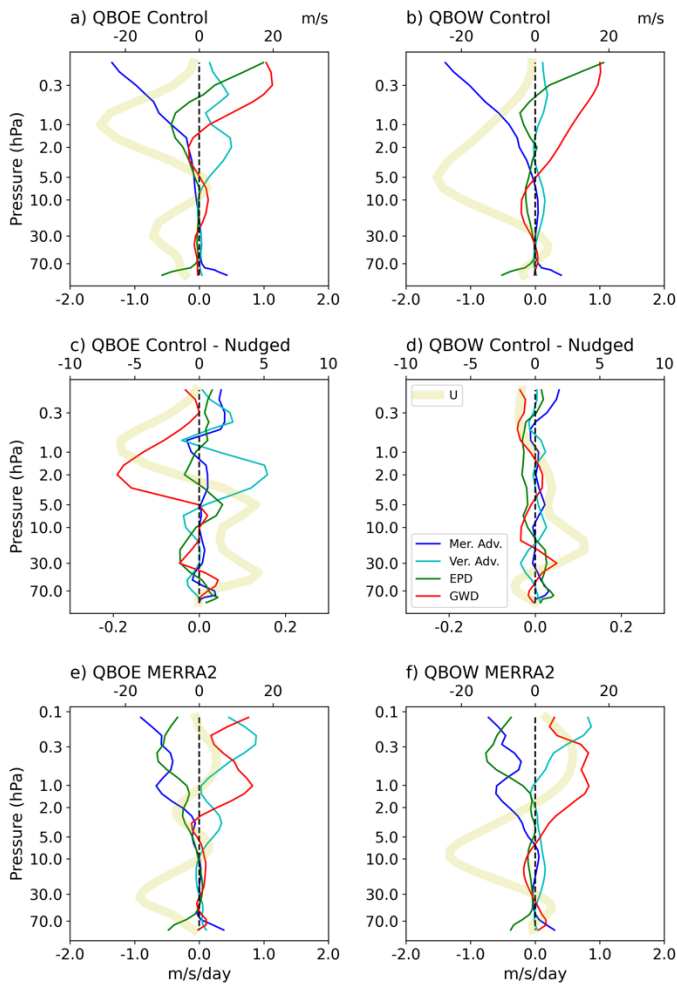 a) QBOE Control
-20 0 20 m/s
Pressure (hPa)
0.3
1.0
2.0
5.0
10.0
30.0
70.0
-2.0 -1.0 0.0 1.0 2.0
b) QBOW Control
-20 0 20 m/s
0.3
1.0
2.0
5.0
10.0
30.0
70.0
-2.0 -1.0 0.0 1.0 2.0
c) QBOE Control - Nudged
-10 -5 0 5 10
Pressure (hPa)
0.3
1.0
2.0
5.0
10.0
30.0
70.0
-0.2 0.0 0.2
d) QBOW Control - Nudged
-10 -5 0 5 10
U
0.3
1.0
2.0
5.0
10.0
30.0
70.0
Mer. Adv.
Ver. Adv.
EPD
GWD
-0.2 0.0 0.2
e) QBOE MERRA2
-20 0 20
Pressure (hPa)
0.1
0.3
1.0
2.0
5.0
10.0
30.0
70.0
-2.0 -1.0 0.0 1.0 2.0
m/s/day
f) QBOW MERRA2
-20 0 20
0.1
0.3
1.0
2.0
5.0
10.0
30.0
70.0
-2.0 -1.0 0.0 1.0 2.0
m/s/day